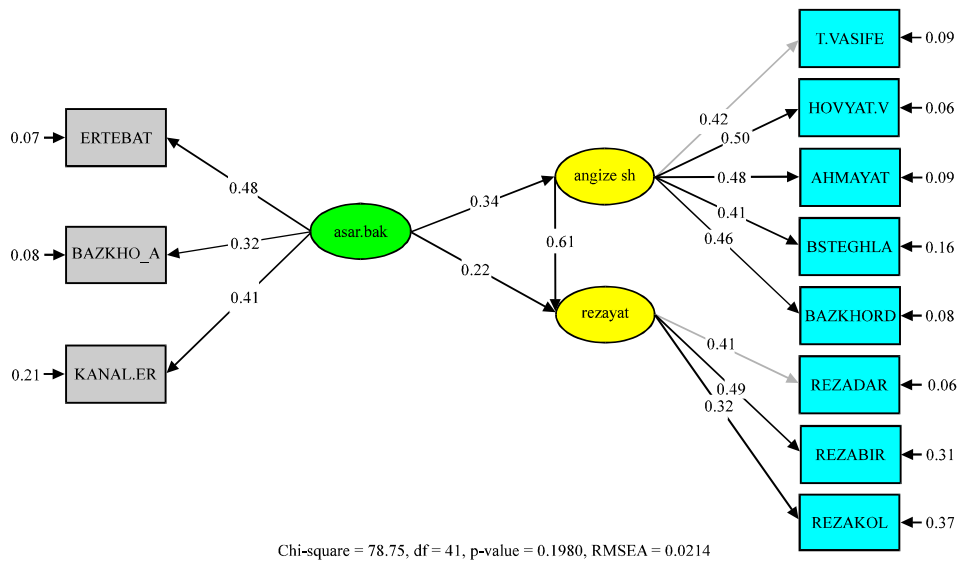 T.VASIFE
0.09
0.42
HOVYAT.V
0.06
0.07
ERTEBAT
0.50
0.48
angize sh
0.48
AHMAYAT
0.09
0.34
0.41
asar.bak
0.46
BSTEGHLA
0.16
0.08
BAZKHO_A
0.32
0.61
0.22
0.41
rezayat
BAZKHORD
0.08
0.41
0.21
KANAL.ER
REZADAR
0.06
0.49
0.32
REZABIR
0.31
REZAKOL
0.37
Chi-square = 78.75, df = 41, p-value = 0.1980, RMSEA = 0.0214